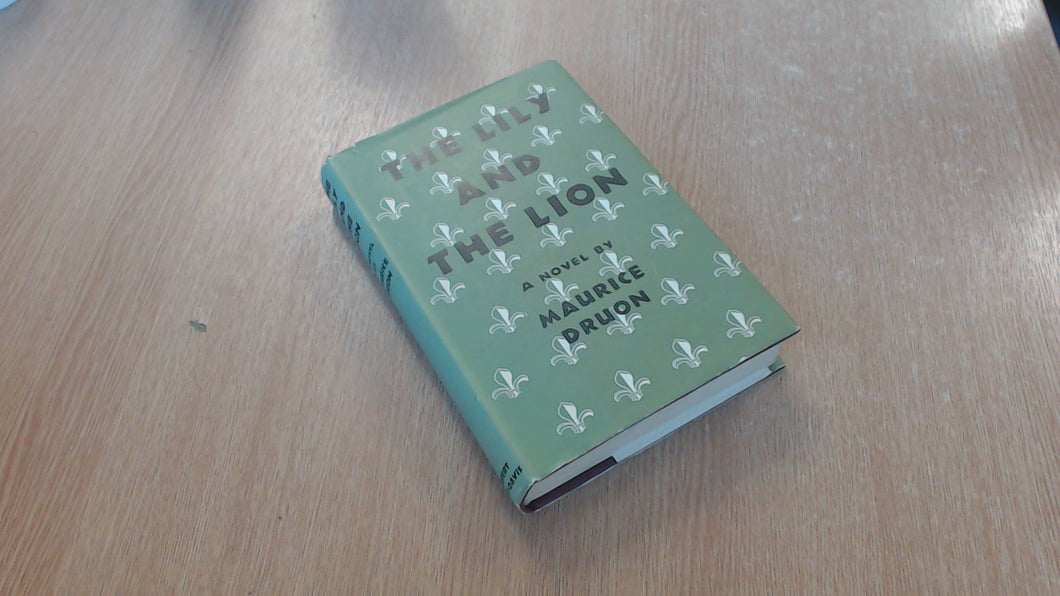 THE LILY
AND
THE LION
A NOVEL BY
MAURICE
DRUON